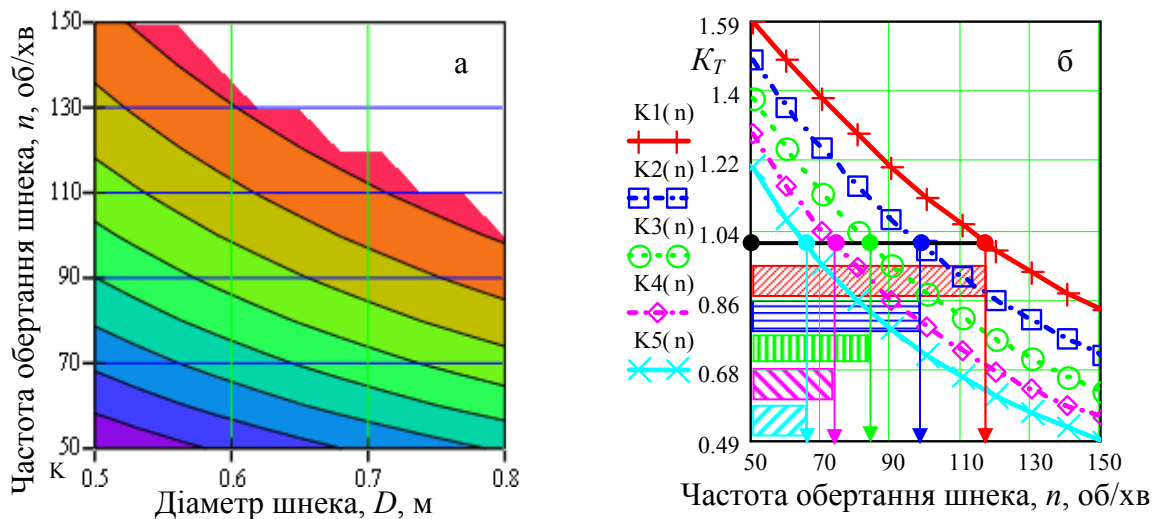 Частота обертання шнека, n, об/хв
150
130
110
90
70
50
K
0.5
0.6
0.7
0.8
Діаметр шнека, D, м
а
K_T
1.59
1.4
1.22
1.04
0.86
0.68
0.49
K1( n)
K2( n)
K3( n)
K4( n)
K5( n)
б
50
70
90
110
130
150
Частота обертання шнека, n, об/хв